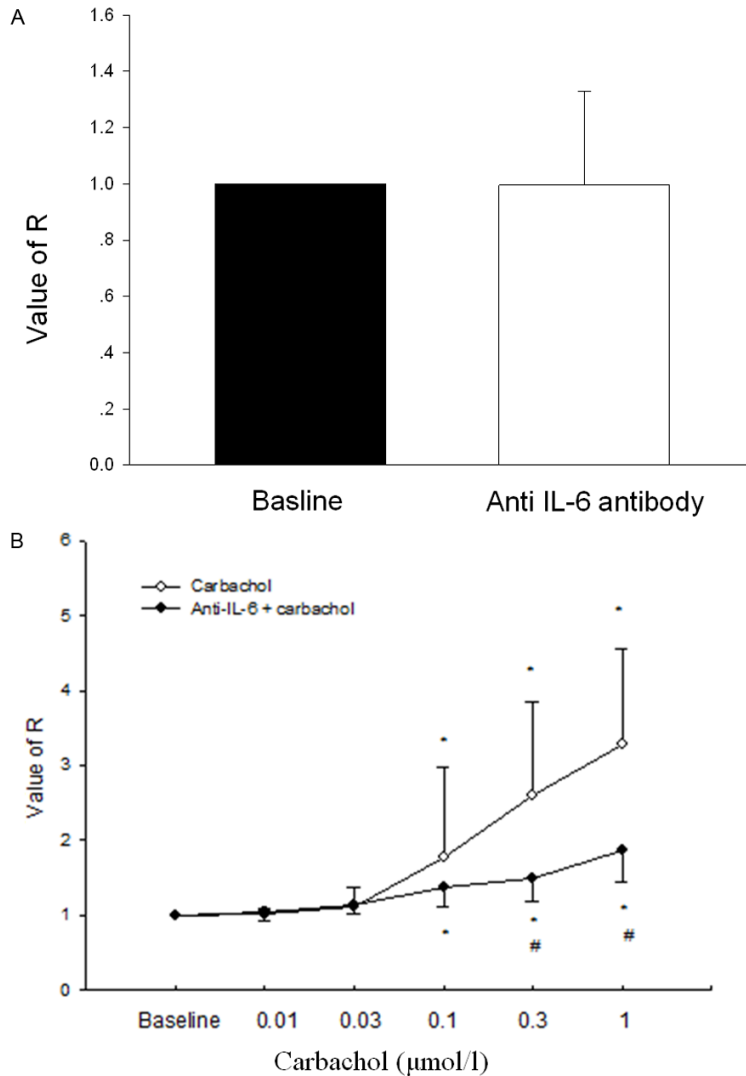 A
1.6
1.4
1.2
1.0
.8
.6
.4
.2
0.0
Value of R
Basline
Anti IL-6 antibody
B
6
5
4
3
2
1
0
Value of R
Carbachol
Anti-IL-6 + carbachol
*
*
*
*
*
#
*
#
Baseline 0.01 0.03 0.1 0.3 1
Carbachol (μmol/l)